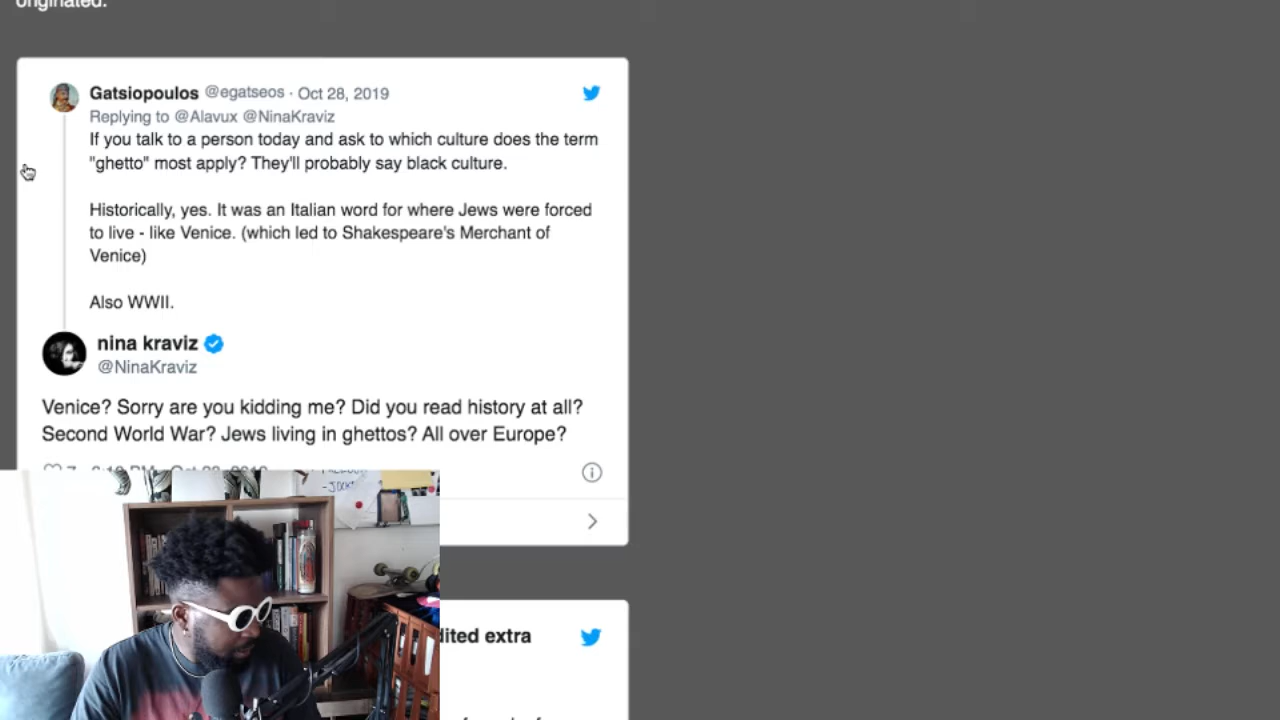 originated.
Gatsiopoulos @egatseos · Oct 28, 2019
Replying to @Alavux @NinaKraviz
If you talk to a person today and ask to which culture does the term
"ghetto" most apply? They'll probably say black culture.
Historically, yes. It was an Italian word for where Jews were forced
to live - like Venice. (which led to Shakespeare's Merchant of
Venice)
Also WWII.
nina kraviz
@NinaKraviz
Venice? Sorry are you kidding me? Did you read history at all?
Second World War? Jews living in ghettos? All over Europe?
dited extra